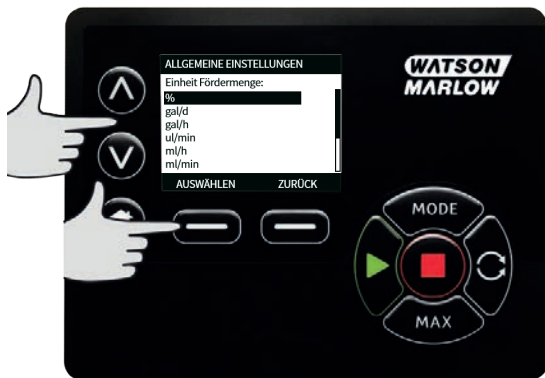 ALLGEMEINE EINSTELLUNGEN
Einheit Fördermenge:
%
gal/d
gal/h
ul/min
ml/h
ml/min
AUSWÄHLEN ZURÜCK
WATSON
MARLOW
MODE
MAX